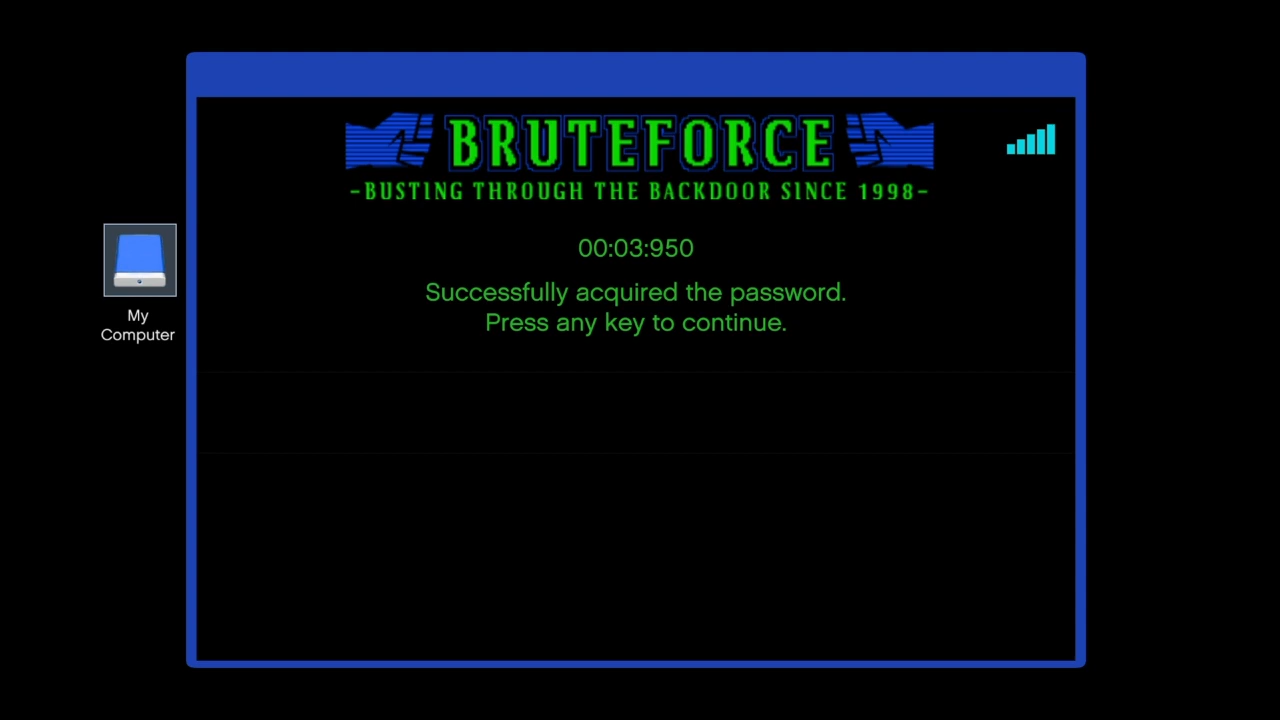 BRUTEFORCE
-BUSTING THROUGH THE BACKDOOR SINCE 1998-
00:03:950
Successfully acquired the password.
Press any key to continue.
My
Computer